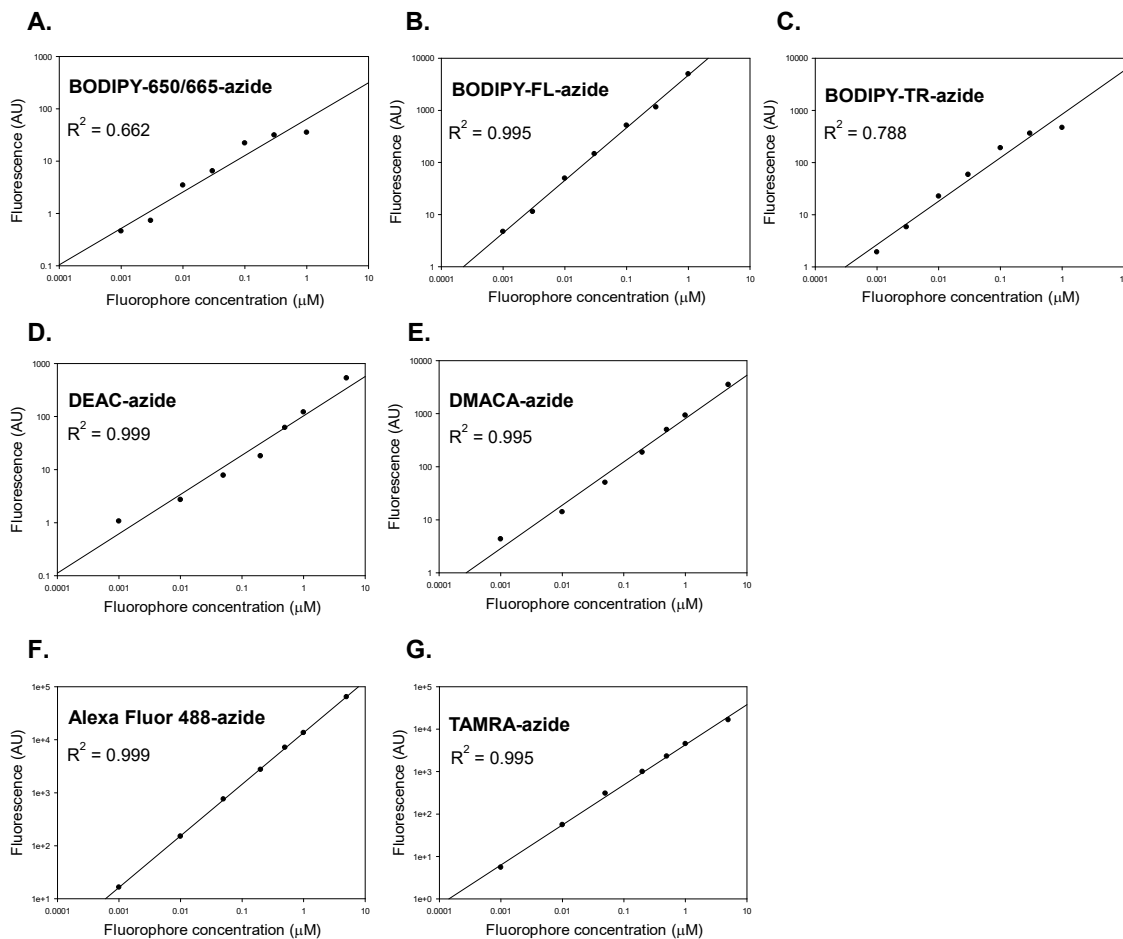 A.
BODIPY-650/665-azide
R² = 0.662
Fluorescence (AU)
1000
100
10
1
0.1
0.0001 0.001 0.01 0.1 1 10
Fluorophore concentration (μM)
B.
BODIPY-FL-azide
R² = 0.995
Fluorescence (AU)
10000
1000
100
10
1
0.0001 0.001 0.01 0.1 1 10
Fluorophore concentration (μM)
C.
BODIPY-TR-azide
R² = 0.788
Fluorescence (AU)
10000
1000
100
10
1
0.0001 0.001 0.01 0.1 1 10
Fluorophore concentration (μM)
D.
DEAC-azide
R² = 0.999
Fluorescence (AU)
1000
100
10
1
0.1
0.0001 0.001 0.01 0.1 1 10
Fluorophore concentration (μM)
E.
DMACA-azide
R² = 0.995
Fluorescence (AU)
10000
1000
100
10
1
0.0001 0.001 0.01 0.1 1 10
Fluorophore concentration (μM)
F.
Alexa Fluor 488-azide
R² = 0.999
Fluorescence (AU)
1e+5
1e+4
1e+3
1e+2
1e+1
0.0001 0.001 0.01 0.1 1 10
Fluorophore concentration (μM)
G.
TAMRA-azide
R² = 0.995
Fluorescence (AU)
1e+5
1e+4
1e+3
1e+2
1e+1
1e+0
0.0001 0.001 0.01 0.1 1 10
Fluorophore concentration (μM)